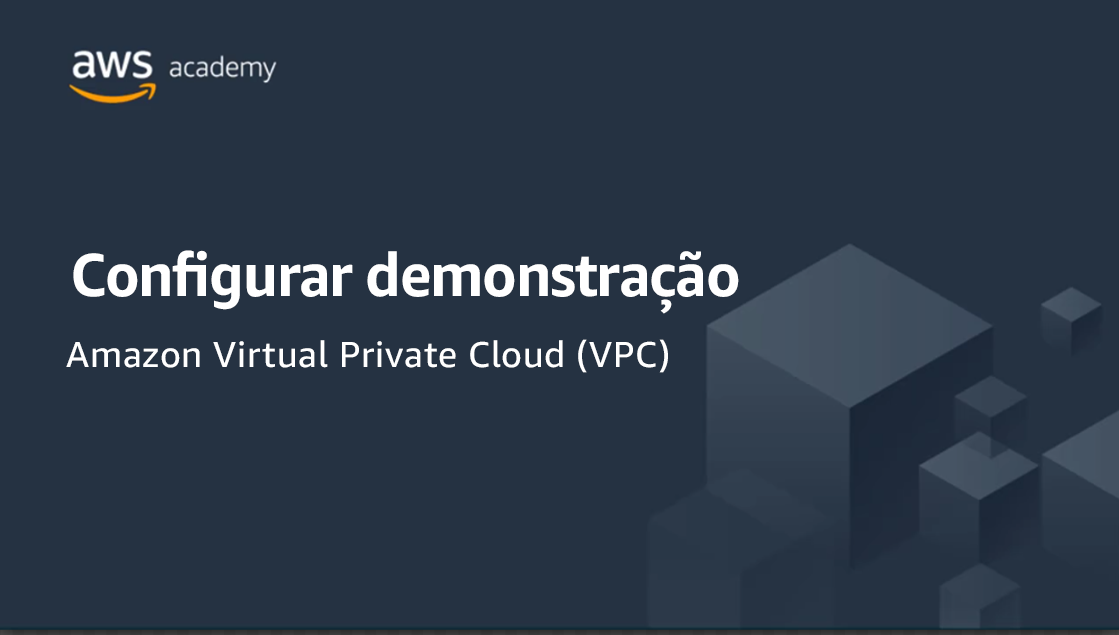 aws academy
Configurar demonstração
Amazon Virtual Private Cloud (VPC)